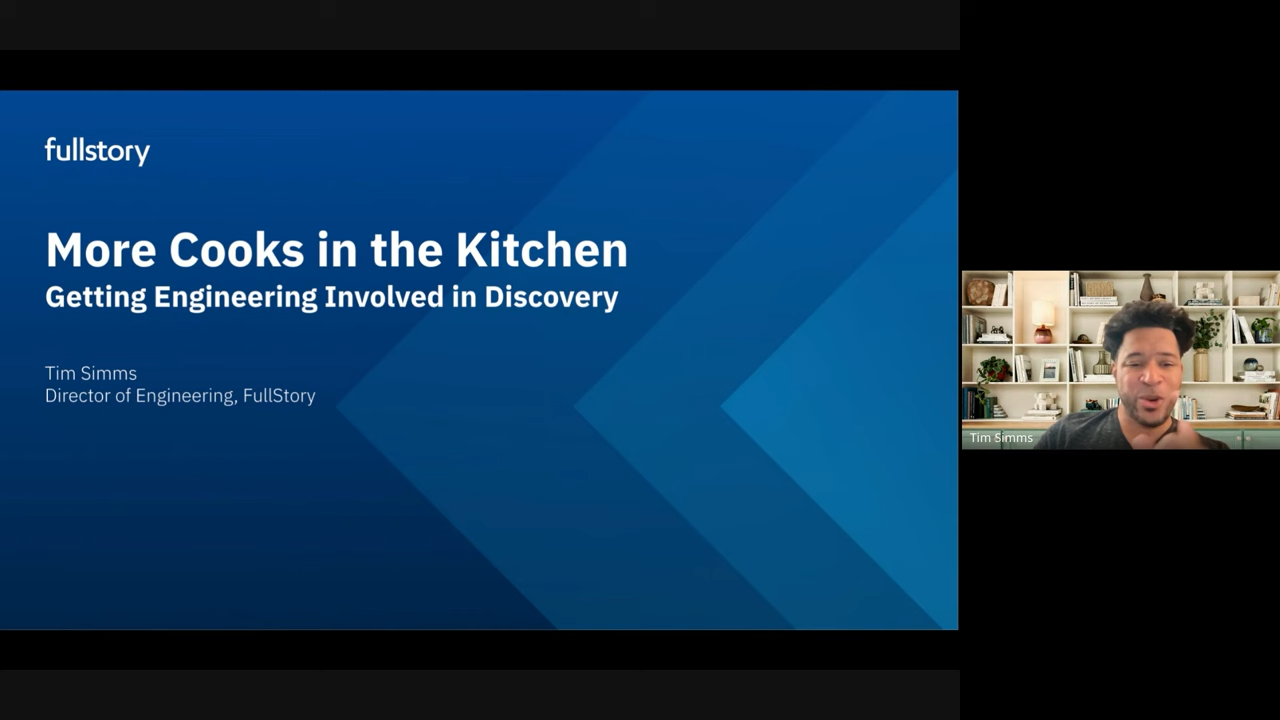 fullstory
More Cooks in the Kitchen
Getting Engineering Involved in Discovery
Tim Simms
Director of Engineering, FullStory
Tim Simms